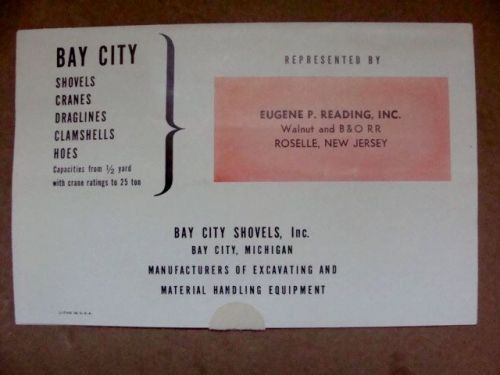 BAY CITY
SHOVELS
CRANES
DRAGLINES
CLAMSHELLS
HOES
Capacities from ½ yard
with crane ratings to 25 ton
REPRESENTED BY
EUGENE P. READING, INC.
Walnut and B&O RR
ROSELLE, NEW JERSEY
BAY CITY SHOVELS, Inc.
BAY CITY, MICHIGAN
MANUFACTURERS OF EXCAVATING AND
MATERIAL HANDLING EQUIPMENT
LITHO IN U.S.A.